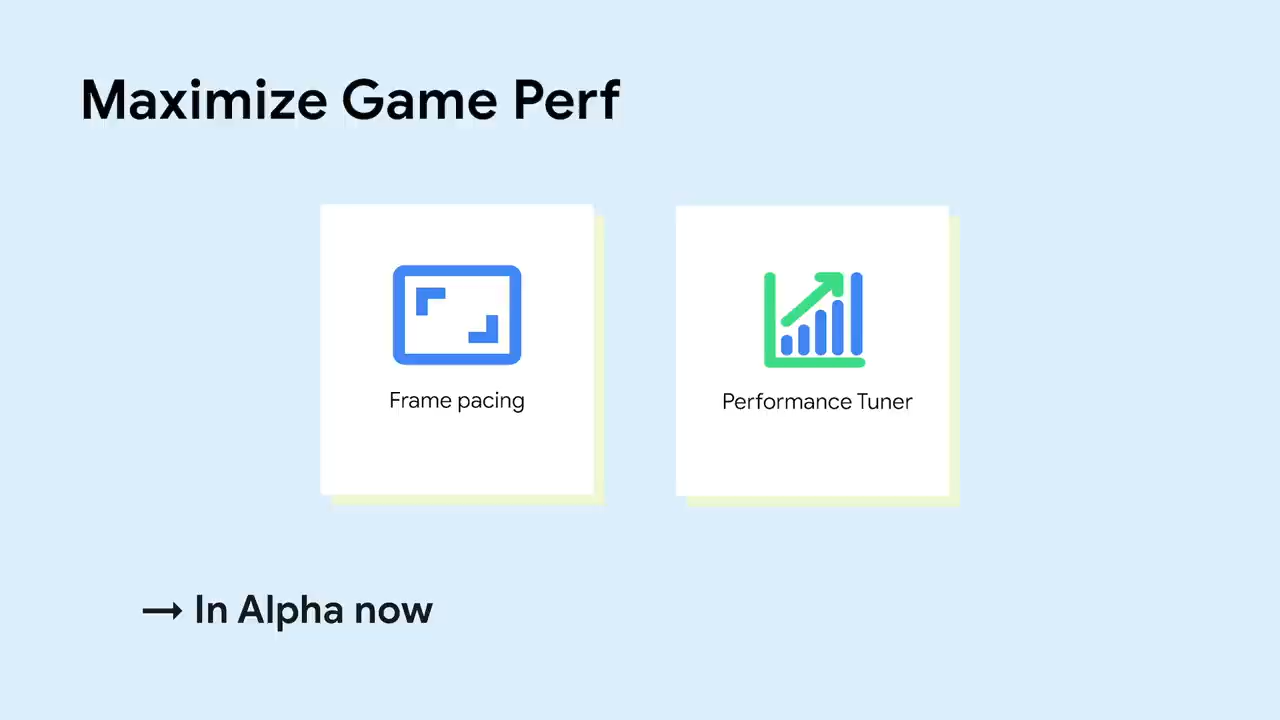 Maximize Game Perf
Frame pacing
Performance Tuner
→ In Alpha now